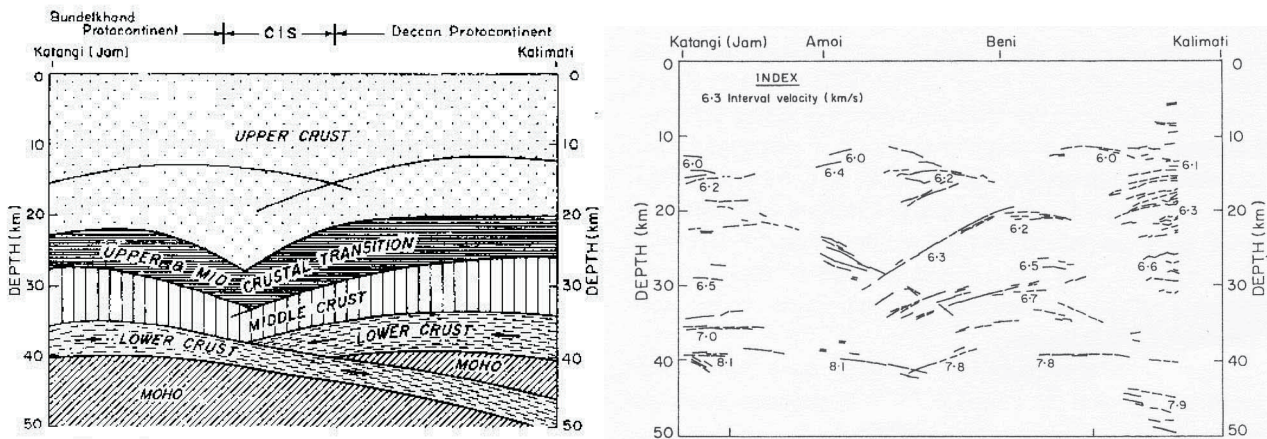 Bundelkhand
Protocontinent
CIS
Deccan Protocontinent
Katangi (Jam)
Kalimati
0
10
20
30
40
50
DEPTH (km)
UPPER CRUST
UPPER & MID CRUSTAL TRANSITION
MIDDLE CRUST
LOWER CRUST
LOWER CRUST
MOHO
MOHO
0
10
20
30
40
50
DEPTH (km)
Katangi (Jam)
Amoi
Beni
Kalimati
0
10
20
30
40
50
DEPTH (km)
INDEX
6·3 Interval velocity (km/s)
6·0
6·2
6·5
7·0
8·1
6·0
6·4
6·2
6·3
8·1
7·8
6·0
6·2
6·5
6·7
7·8
6·1
6·3
6·6
7·9
0
10
20
30
40
50
DEPTH (km)